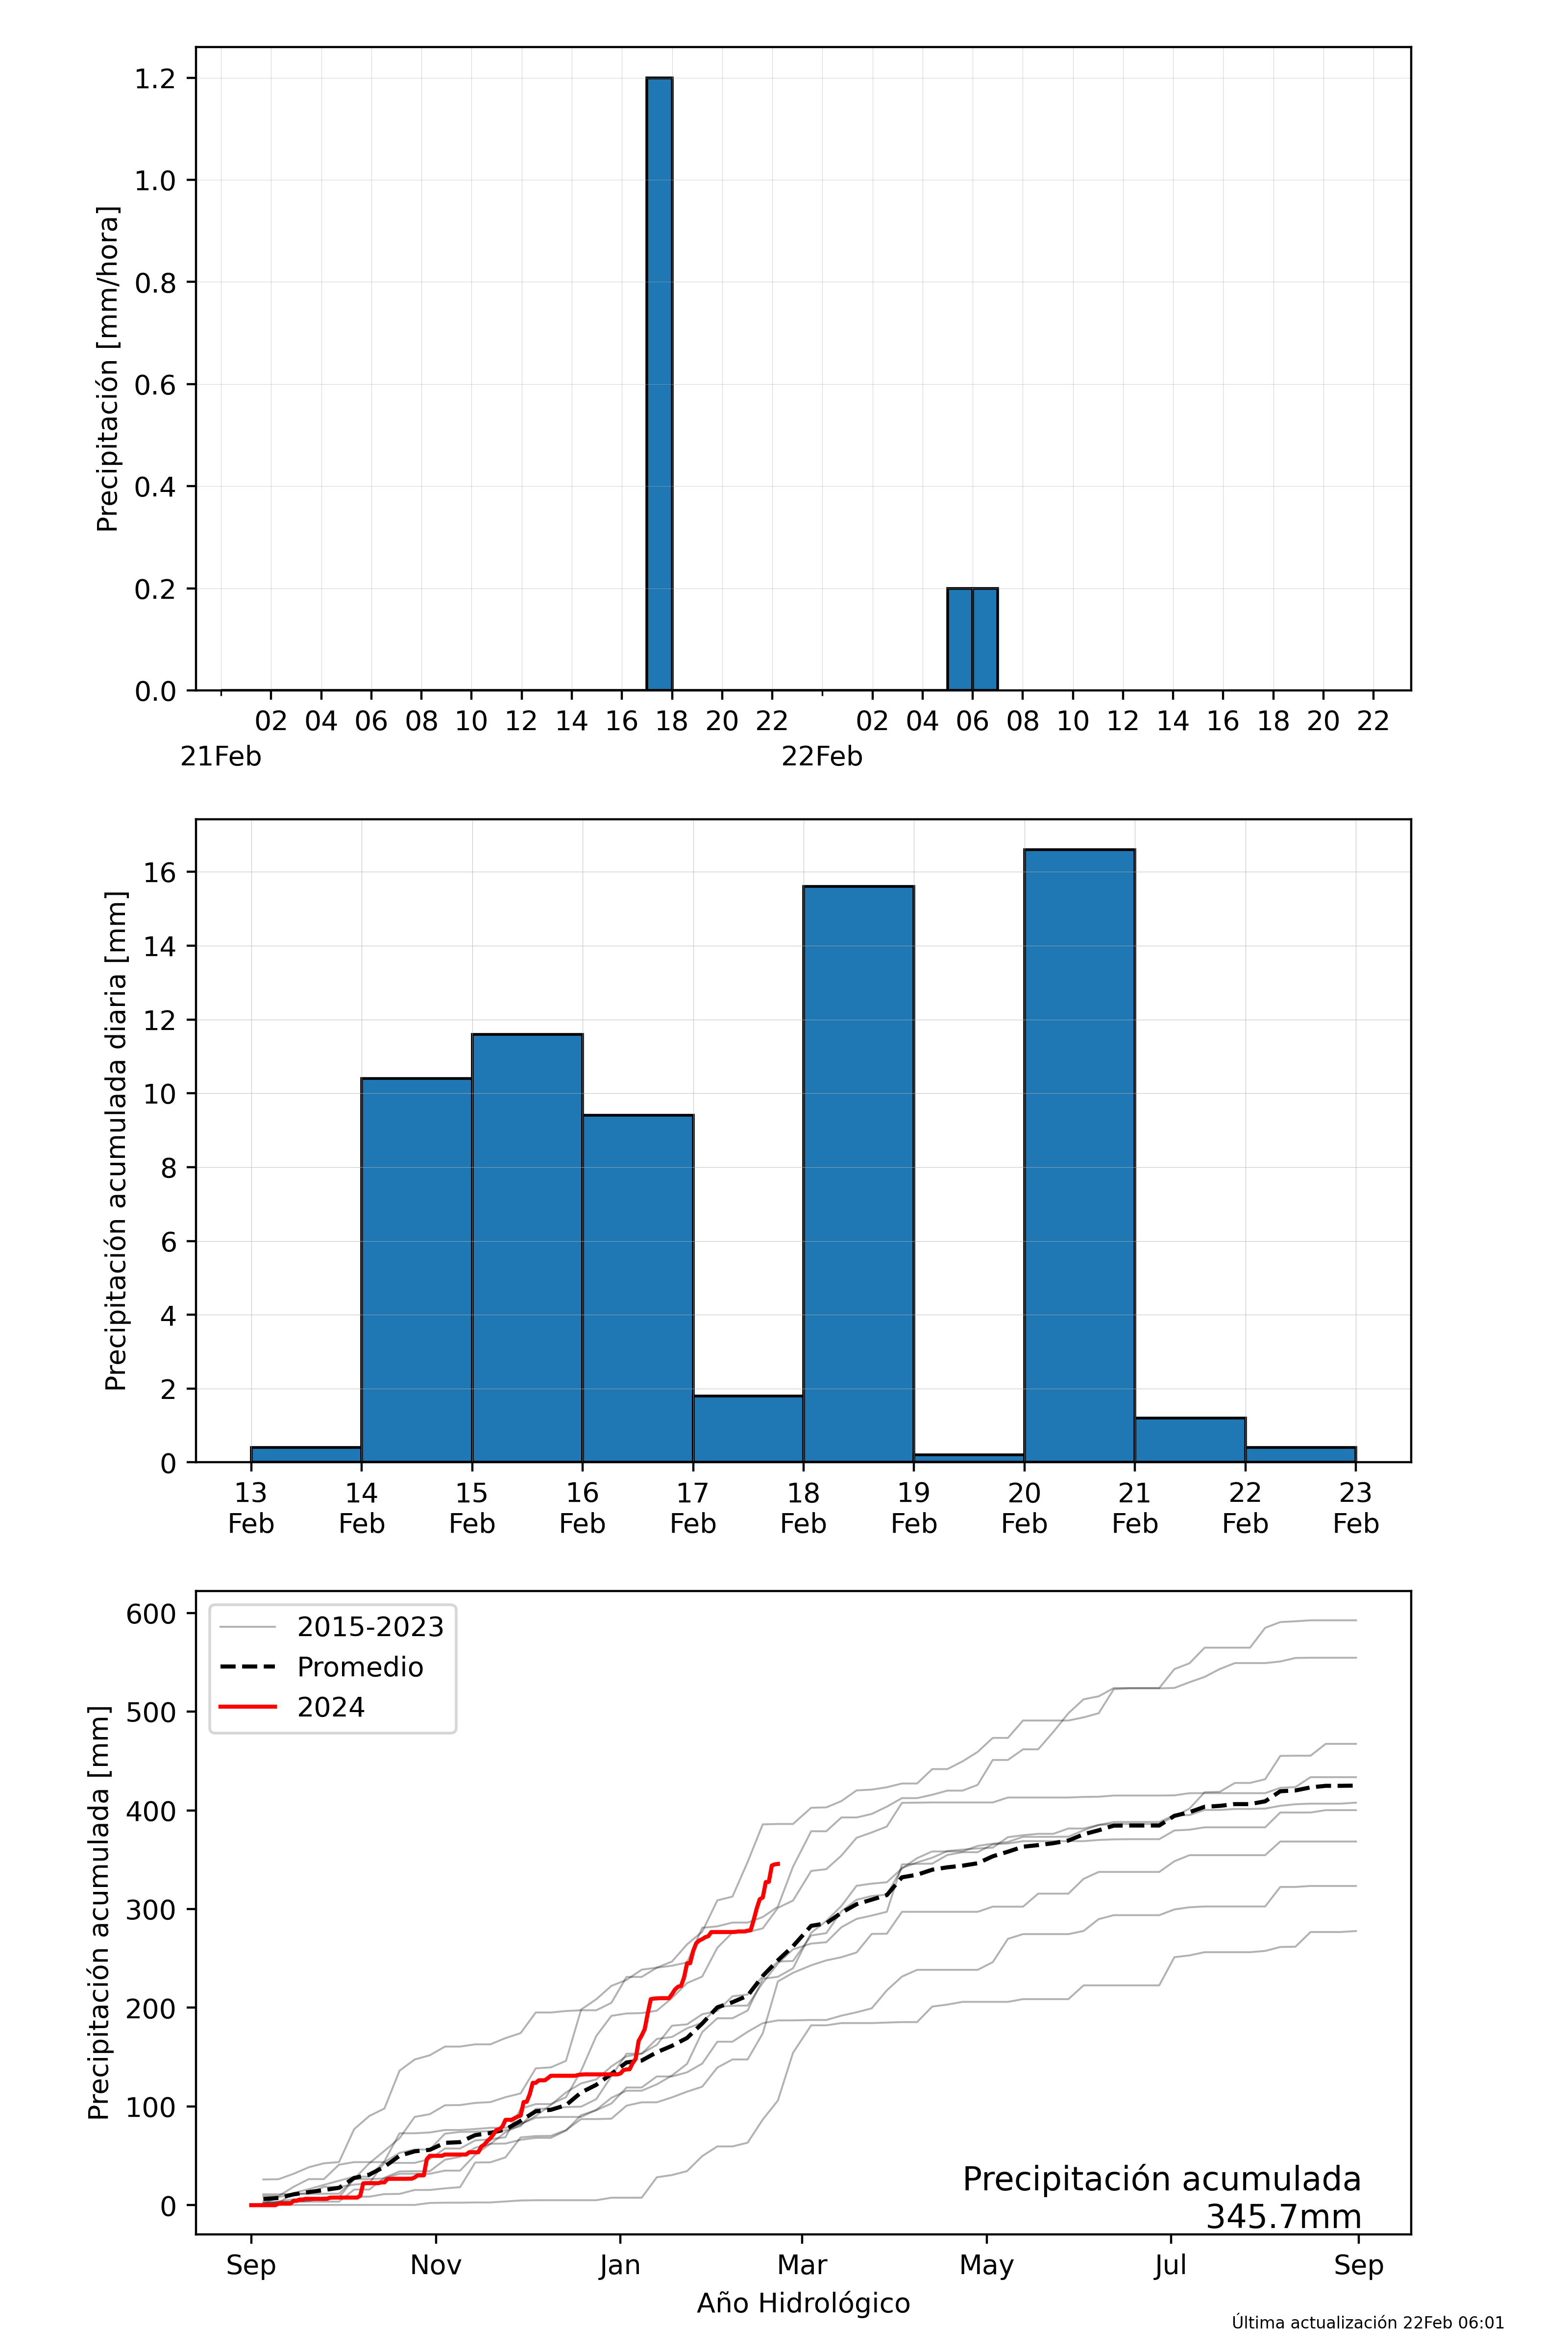 1.2
1.0
0.8
0.6
0.4
0.2
0.0
Precipitación [mm/hora]
02 04 06 08 10 12 14 16 18 20 22 02 04 06 08 10 12 14 16 18 20 22
21Feb 22Feb
16
14
12
10
8
6
4
2
0
Precipitación acumulada diaria [mm]
13 14 15 16 17 18 19 20 21 22 23
Feb Feb Feb Feb Feb Feb Feb Feb Feb Feb Feb
600
500
400
300
200
100
0
Precipitación acumulada [mm]
2015-2023
Promedio
2024
Precipitación acumulada
345.7mm
Sep Nov Jan Mar May Jul Sep
Año Hidrológico
Última actualización 22Feb 06:01